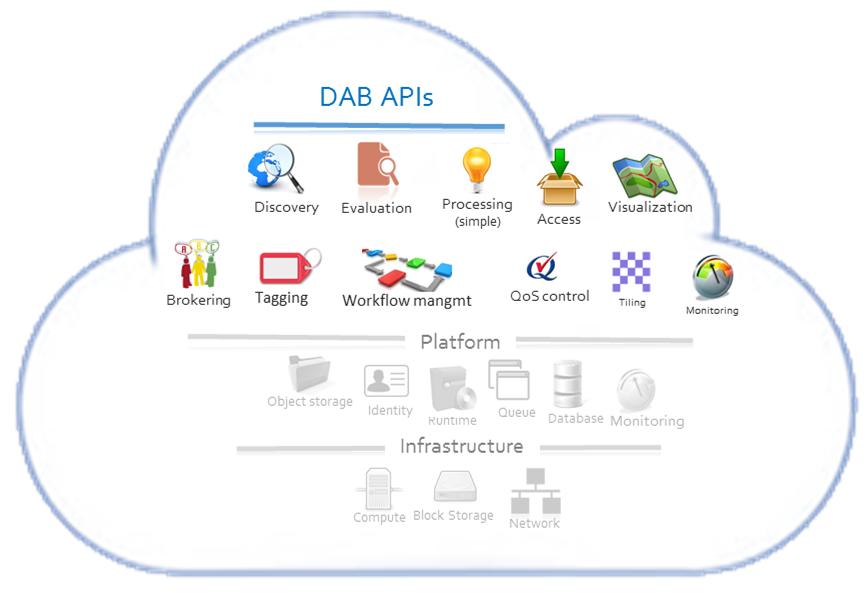 DAB APIs
Discovery
Evaluation
Processing
(simple)
Access
Visualization
A B C
Brokering
Tagging
Workflow mangmt
Q
QoS control
Tiling
Monitoring
Platform
Object storage
Identity
Runtime
Queue
Database
Monitoring
Infrastructure
Compute
Block Storage
Network